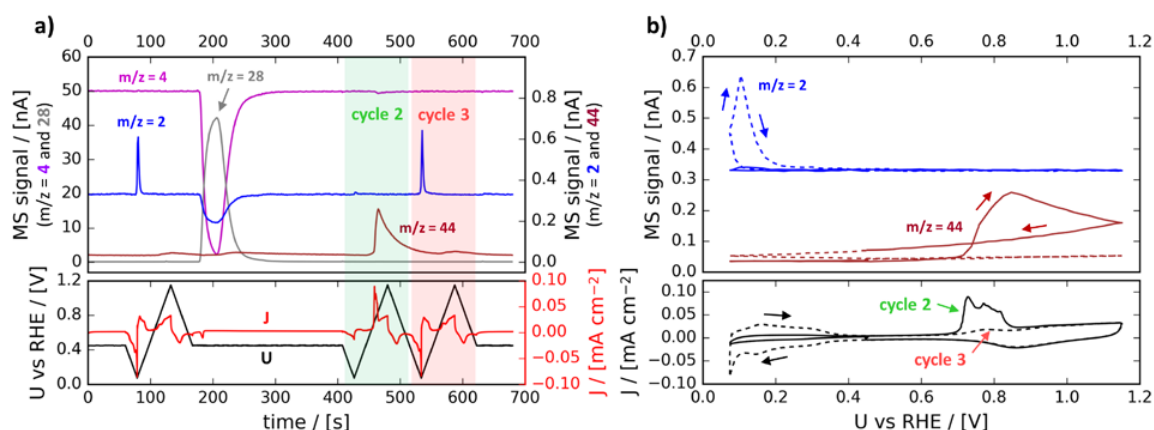 a)
0 100 200 300 400 500 600 700
60
50
40
30
20
10
0
MS signal / [nA]
(m/z = 4 and 28)
m/z = 4
m/z = 28
m/z = 2
cycle 2
cycle 3
m/z = 44
0.8
0.6
0.4
0.2
0.0
MS signal / [nA]
(m/z = 2 and 44)
1.2
0.8
0.4
0.0
U vs RHE / [V]
J
U
0.10
0.05
0.00
−0.05
−0.10
J / [mA cm−2]
0 100 200 300 400 500 600 700
time / [s]
b)
0.0 0.2 0.4 0.6 0.8 1.0 1.2
0.7
0.6
0.5
0.4
0.3
0.2
0.1
0.0
MS signal / [nA]
m/z = 2
m/z = 44
0.10
0.05
0.00
−0.05
−0.10
J / [mA cm−2]
cycle 2
cycle 3
0.0 0.2 0.4 0.6 0.8 1.0 1.2
U vs RHE / [V]